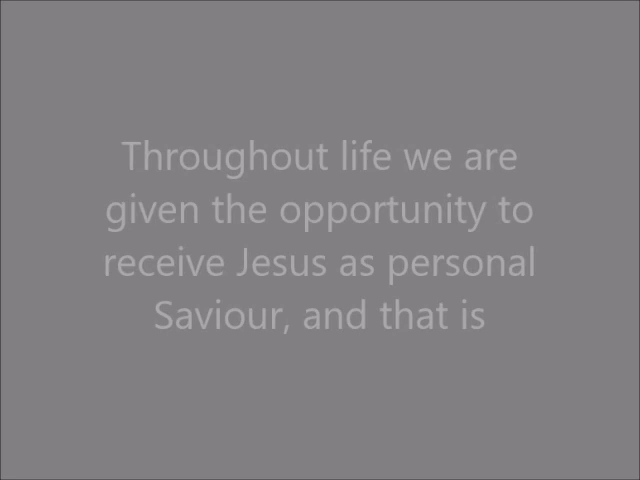 Throughout life we are
given the opportunity to
receive Jesus as personal
Saviour, and that is